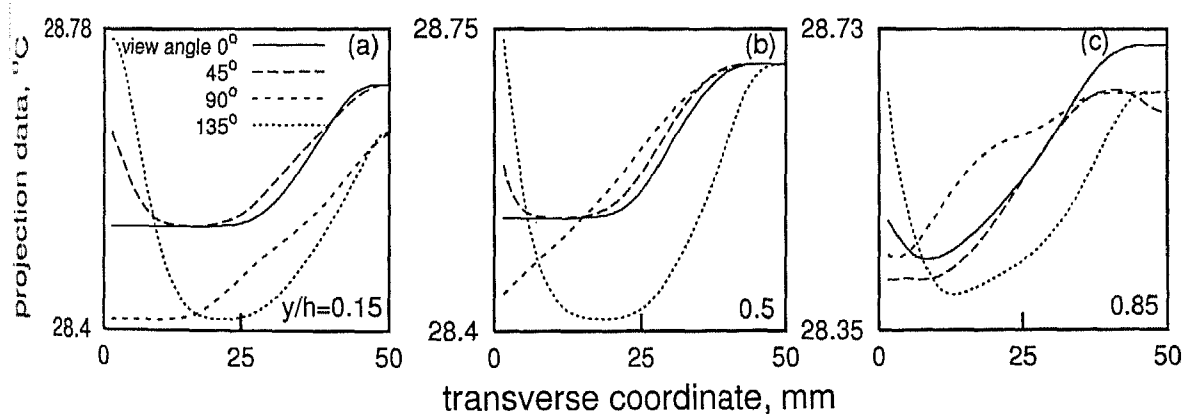 projection data, °C
28.78
28.4
view angle 0°
45°
90°
135°
(a)
y/h=0.15
0 25 50
28.75
28.4
(b)
0.5
0 25 50
28.73
28.35
(c)
0.85
0 25 50
transverse coordinate, mm